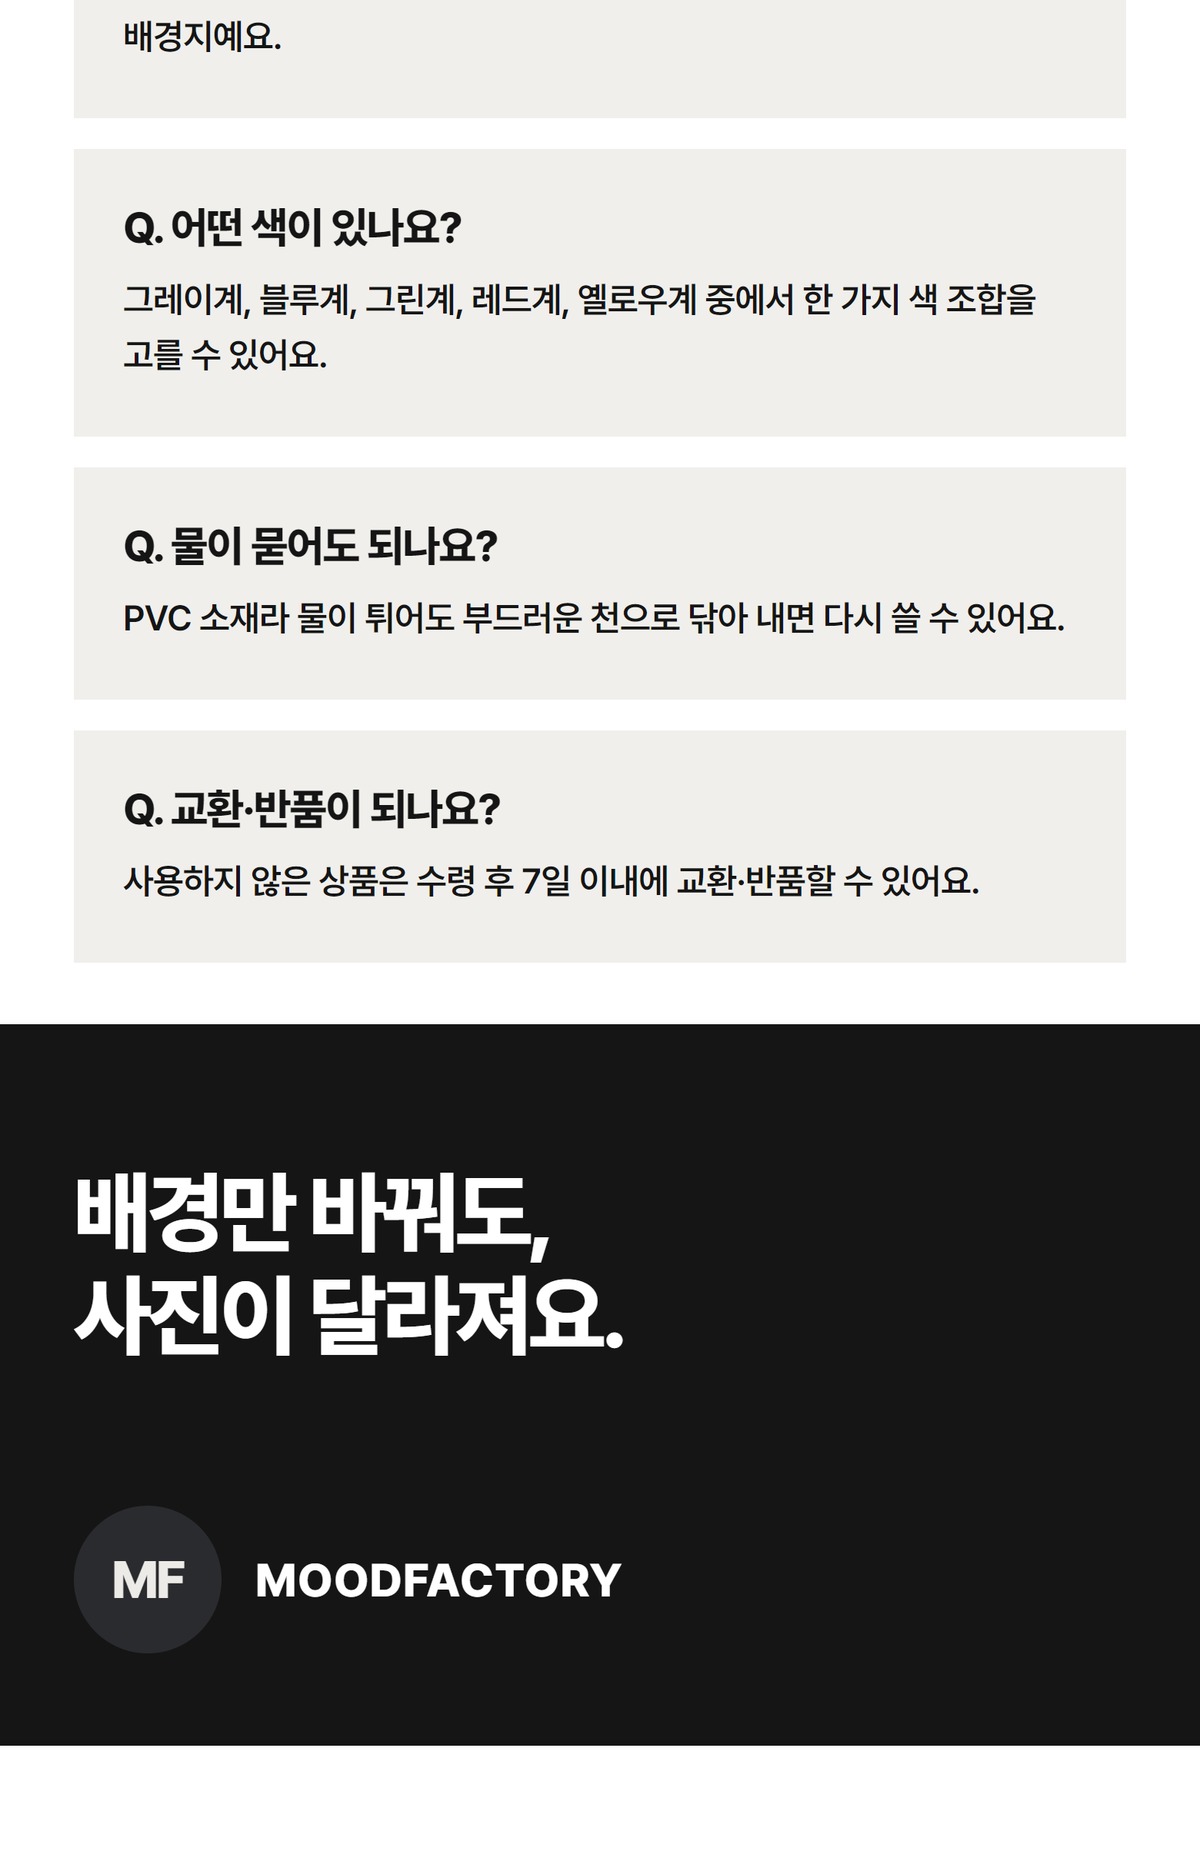 배경지예요.
Q. 어떤 색이 있나요?
그레이계, 블루계, 그린계, 레드계, 옐로우계 중에서 한 가지 색 조합을
고를 수 있어요.
Q. 물이 묻어도 되나요?
PVC 소재라 물이 튀어도 부드러운 천으로 닦아 내면 다시 쓸 수 있어요.
Q. 교환·반품이 되나요?
사용하지 않은 상품은 수령 후 7일 이내에 교환·반품할 수 있어요.
배경만 바꿔도,
사진이 달라져요.
MF
MOODFACTORY